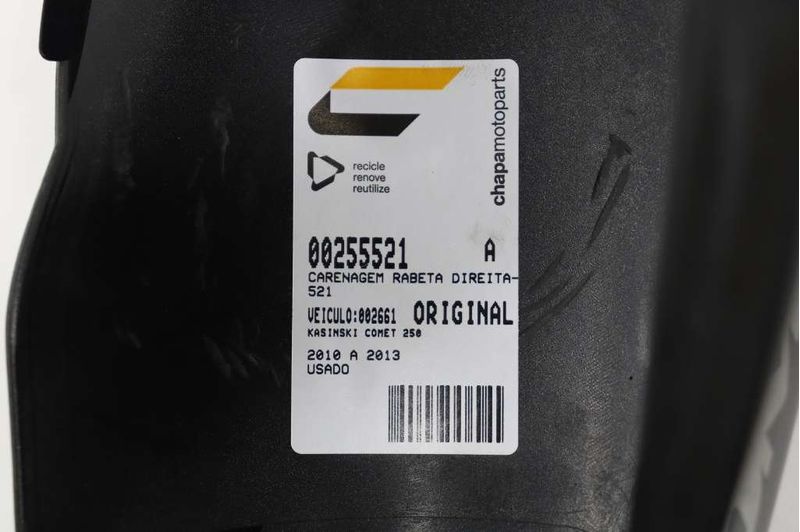 chapamotoparts
recicle
renove
reutilize
00255521 A
CARENAGEM RABETA DIREITA-
521
VEICULO:002661 ORIGINAL
KASINSKI COMET 250
2010 A 2013
USADO